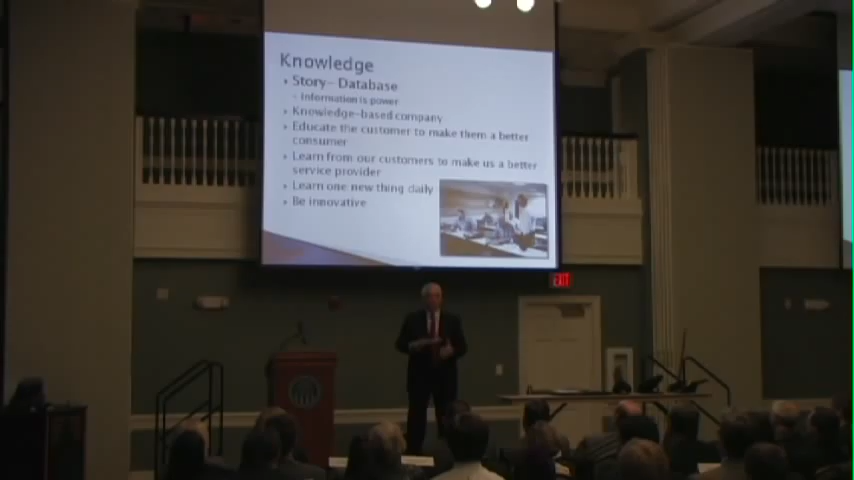 Knowledge
Story- Database
- Information is power
Knowledge-based company
Educate the customer to make them a better
consumer
Learn from our customers to make us a better
service provider
Learn one new thing daily
Be innovative
EXIT